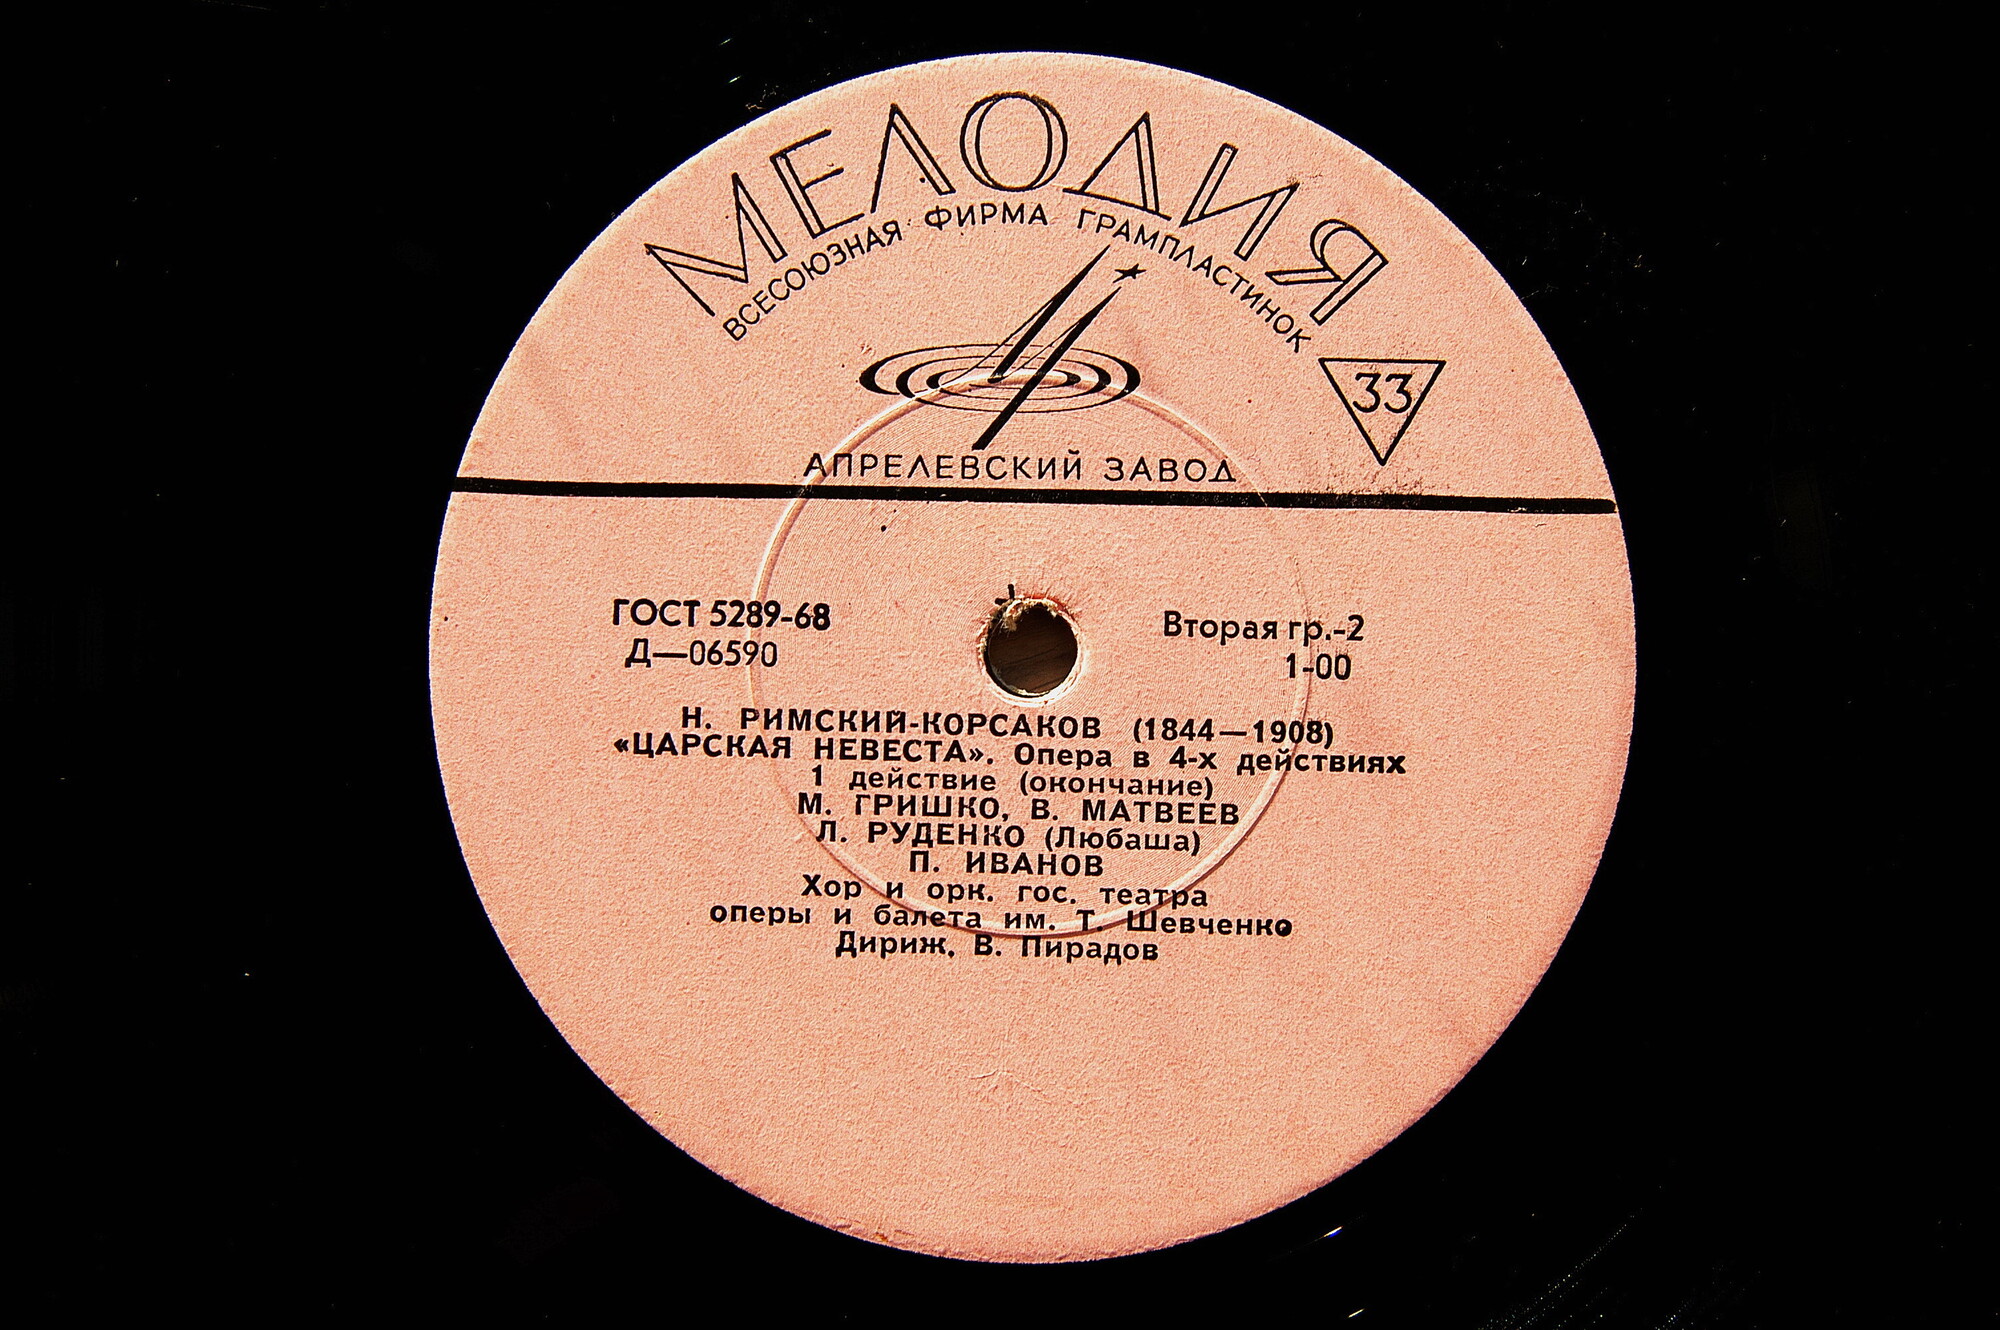 МЕЛОДИЯ
ВСЕСОЮЗНАЯ ФИРМА ГРАМПЛАСТИНОК
33
АПРЕЛЕВСКИЙ ЗАВОД
ГОСТ 5289-68
Вторая гр.-2
Д—06590
1-00
Н. РИМСКИЙ-КОРСАКОВ (1844—1908)
«ЦАРСКАЯ НЕВЕСТА». Опера в 4-х действиях
1 действие (окончание)
М. ГРИШКО, В. МАТВЕЕВ
Л. РУДЕНКО (Любаша)
П. ИВАНОВ
Хор и орк. гос. театра
оперы и балета им. Т. Шевченко
Дириж. В. Пирадов